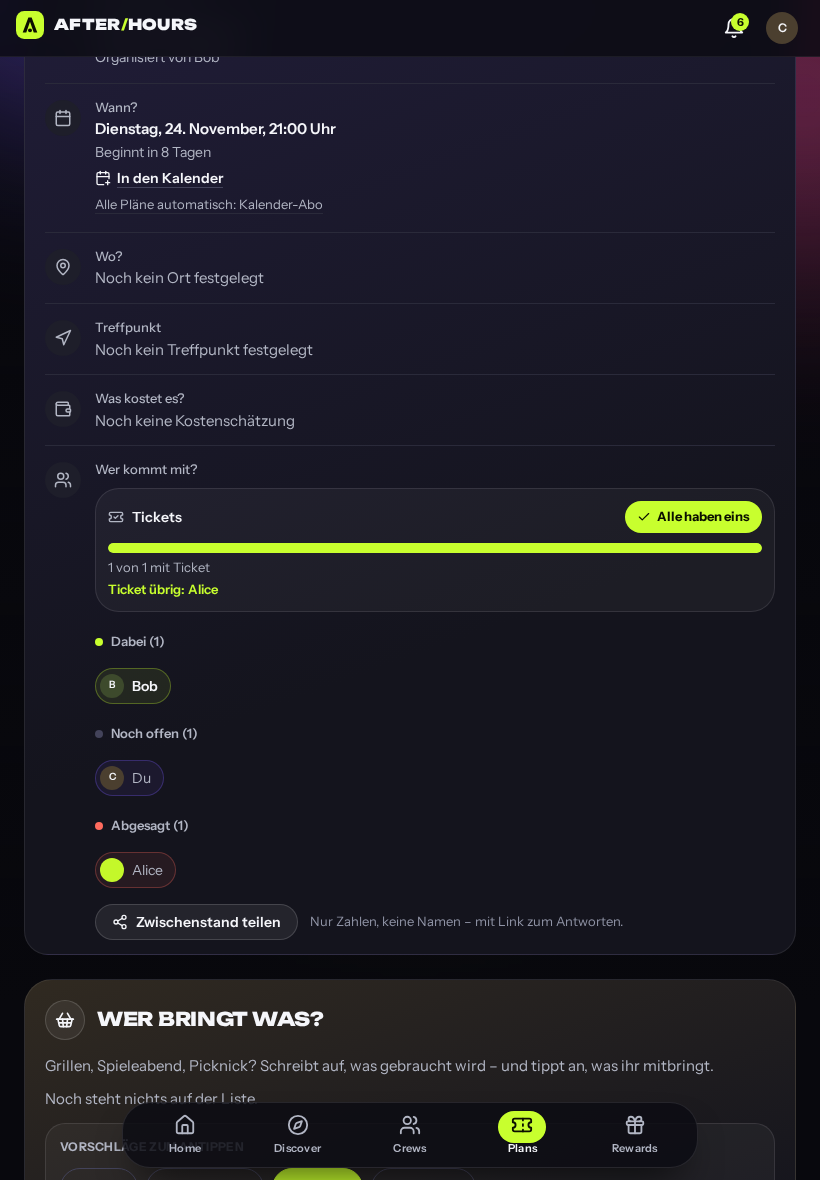 AFTER/HOURS
6
C
Organisiert von Bob
Wann?
Dienstag, 24. November, 21:00 Uhr
Beginnt in 8 Tagen
In den Kalender
Alle Pläne automatisch: Kalender-Abo
Wo?
Noch kein Ort festgelegt
Treffpunkt
Noch kein Treffpunkt festgelegt
Was kostet es?
Noch keine Kostenschätzung
Wer kommt mit?
Tickets
Alle haben eins
1 von 1 mit Ticket
Ticket übrig: Alice
Dabei (1)
B Bob
Noch offen (1)
C Du
Abgesagt (1)
Alice
Zwischenstand teilen
Nur Zahlen, keine Namen – mit Link zum Antworten.
WER BRINGT WAS?
Grillen, Spieleabend, Picknick? Schreibt auf, was gebraucht wird – und tippt an, was ihr mitbringt.
Noch steht nichts auf der Liste.
VORSCHLÄGE ZUM ANTIPPEN
Home
Discover
Crews
Plans
Rewards